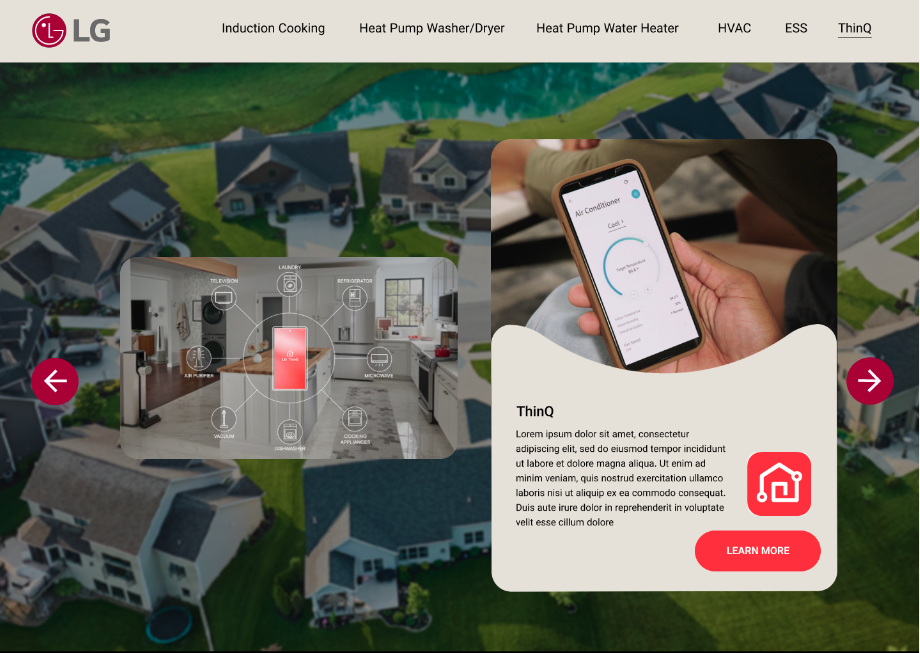 LG
Induction Cooking
Heat Pump Washer/Dryer
Heat Pump Water Heater
HVAC
ESS
ThinQ
LAUNDRY
TELEVISION
REFRIGERATOR
LG ThinQ
AIR PURIFIER
MICROWAVE
VACUUM
DISHWASHER
COOKING
APPLIANCES
Air Conditioner
Cool
Target Temperature
ThinQ
Lorem ipsum dolor sit amet, consectetur
adipiscing elit, sed do eiusmod tempor incididunt
ut labore et dolore magna aliqua. Ut enim ad
minim veniam, quis nostrud exercitation ullamco
laboris nisi ut aliquip ex ea commodo consequat.
Duis aute irure dolor in reprehenderit in voluptate
velit esse cillum dolore
LEARN MORE